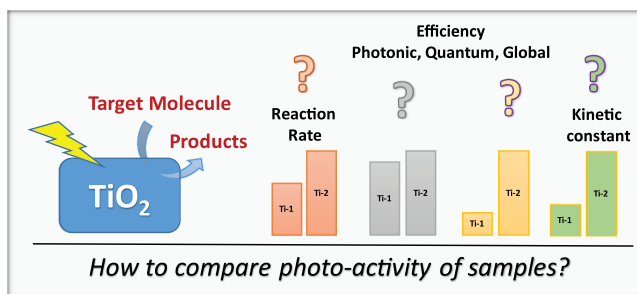 Efficiency
Photonic, Quantum, Global
? ? ? ?
Target Molecule
Products
TiO₂
Reaction
Rate
Kinetic
constant
Ti-1 Ti-2
Ti-1 Ti-2
Ti-1 Ti-2
Ti-1 Ti-2
How to compare photo-activity of samples?